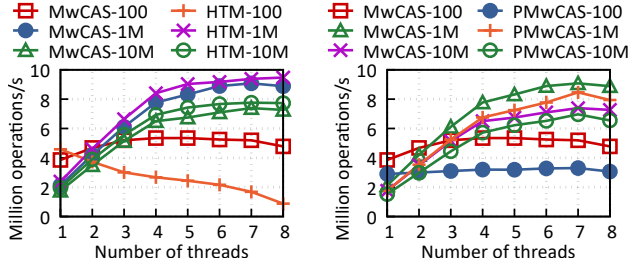 MwCAS-100 HTM-100
MwCAS-1M HTM-1M
MwCAS-10M HTM-10M
Million operations/s
10
8
6
4
2
0
1 2 3 4 5 6 7 8
Number of threads
MwCAS-100 PMwCAS-100
MwCAS-1M PMwCAS-1M
MwCAS-10M PMwCAS-10M
Million operations/s
10
8
6
4
2
0
1 2 3 4 5 6 7 8
Number of threads